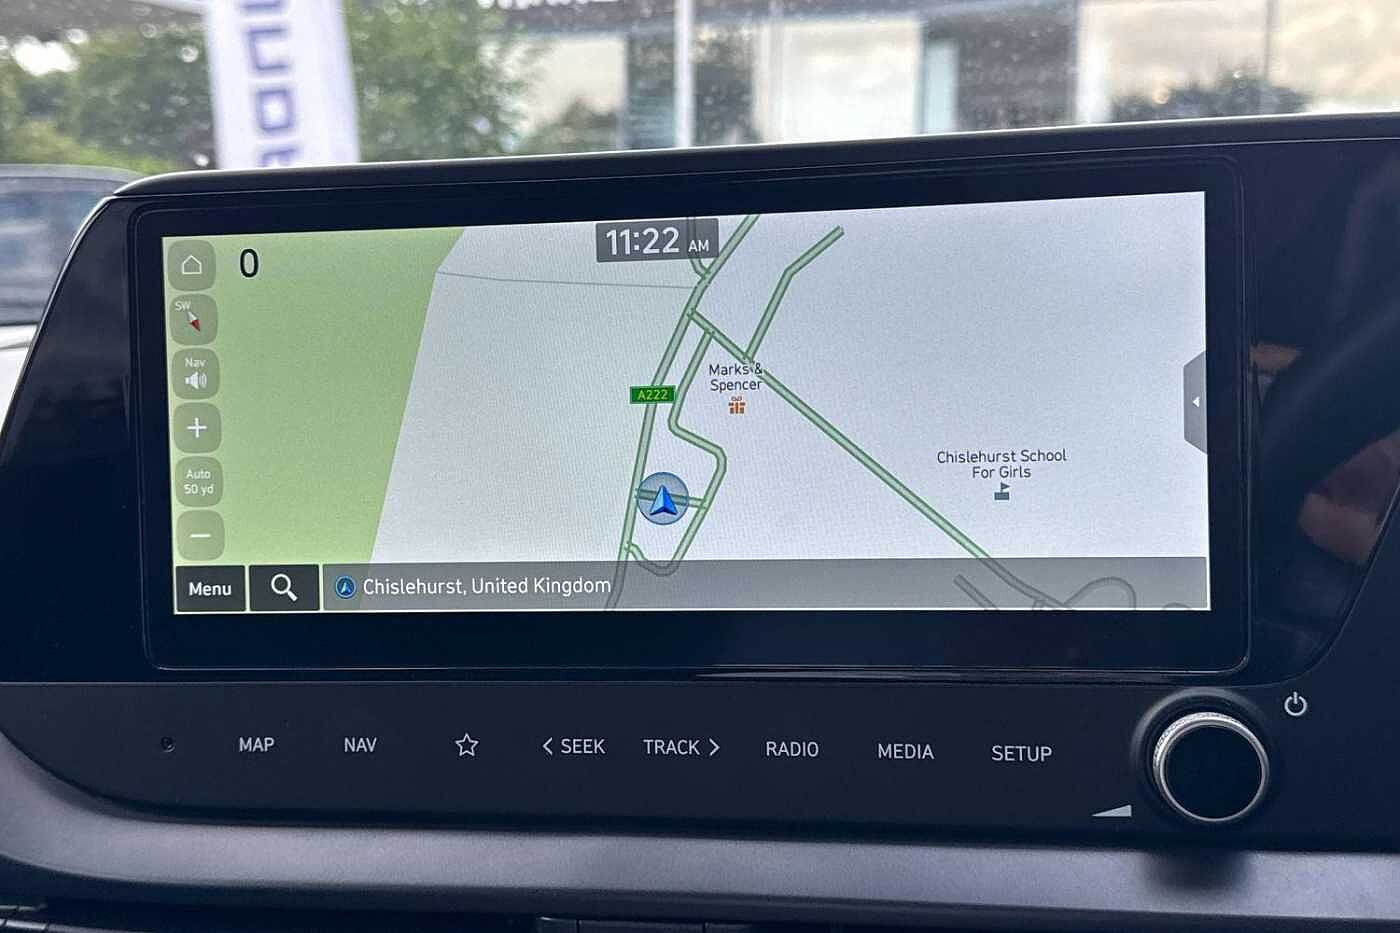 0
11:22 AM
SW
Nav
Auto
50 yd
A222
Marks &
Spencer
Chislehurst School
For Girls
Menu
Chislehurst, United Kingdom
MAP
NAV
SEEK
TRACK
RADIO
MEDIA
SETUP